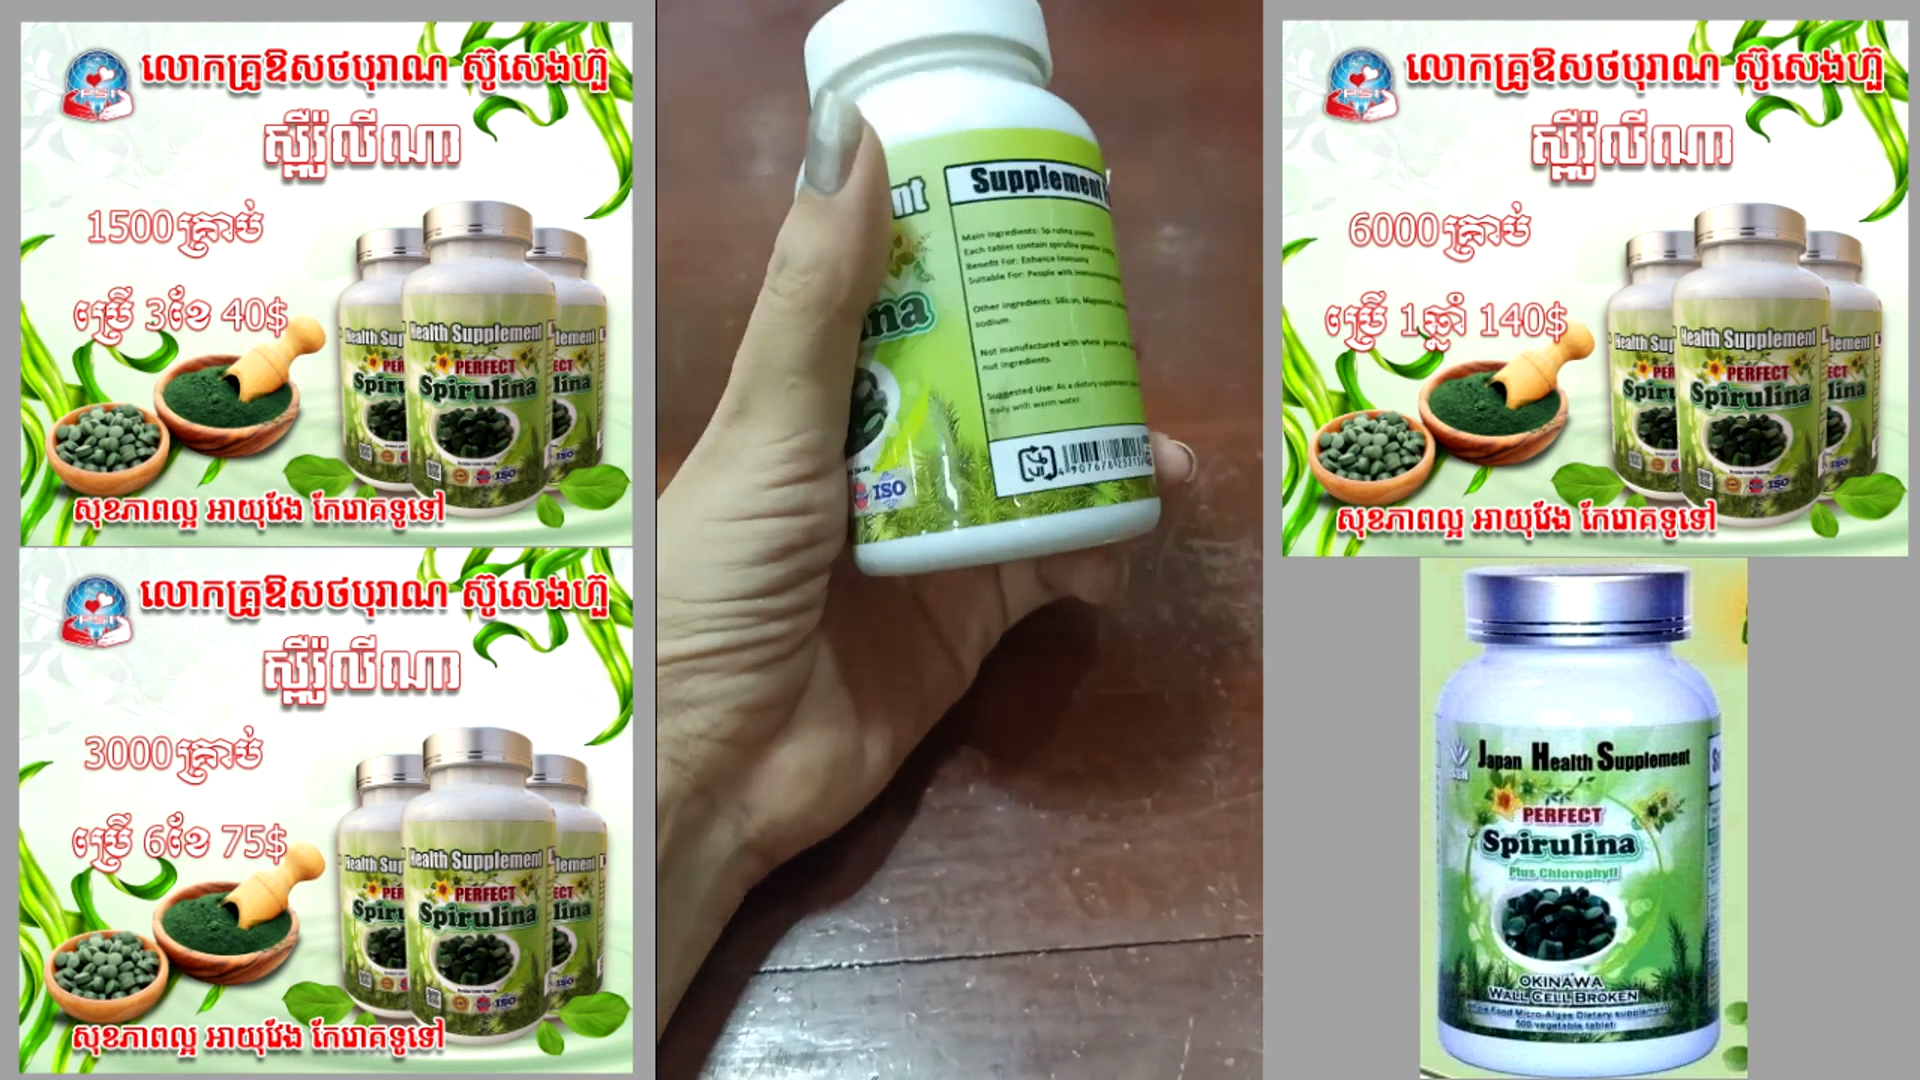 លោកគ្រូឱសថបុរាណ ស៊ូសេងហ៊្អ
ស្ពីរ៉ូលីណា
1500គ្រាប់
ប្រើ 3ខែ 40$
Health Supplement
PERFECT
Spirulina
ISO
សុខភាពល្អ អាយុវែង កែរោគទូទៅ
លោកគ្រូឱសថបុរាណ ស៊ូសេងហ៊្អ
ស្ពីរ៉ូលីណា
3000គ្រាប់
ប្រើ 6ខែ 75$
Health Supplement
PERFECT
Spirulina
ISO
សុខភាពល្អ អាយុវែង កែរោគទូទៅ
Supplement
Main Ingredients: Spirulina powder
Each tablet contain spirulina powder
Benefit For: Enhance Immunity
Suitable For: People with
Other Ingredients: Silicon, Magnesium,
sodium.
Not manufactured with
nut ingredients.
Suggested Use: As a dietary supplement
daily with warm water.
ISO
លោកគ្រូឱសថបុរាណ ស៊ូសេងហ៊្អ
ស្ពីរ៉ូលីណា
6000គ្រាប់
ប្រើ 1ឆ្នាំ 140$
Health Supplement
PERFECT
Spirulina
ISO
សុខភាពល្អ អាយុវែង កែរោគទូទៅ
Japan Health Supplement
PERFECT
Spirulina
Plus Chlorophyll
OKINAWA
WALL CELL BROKEN
Food Micro-Algae Dietary supplement
500 vegetable tablet